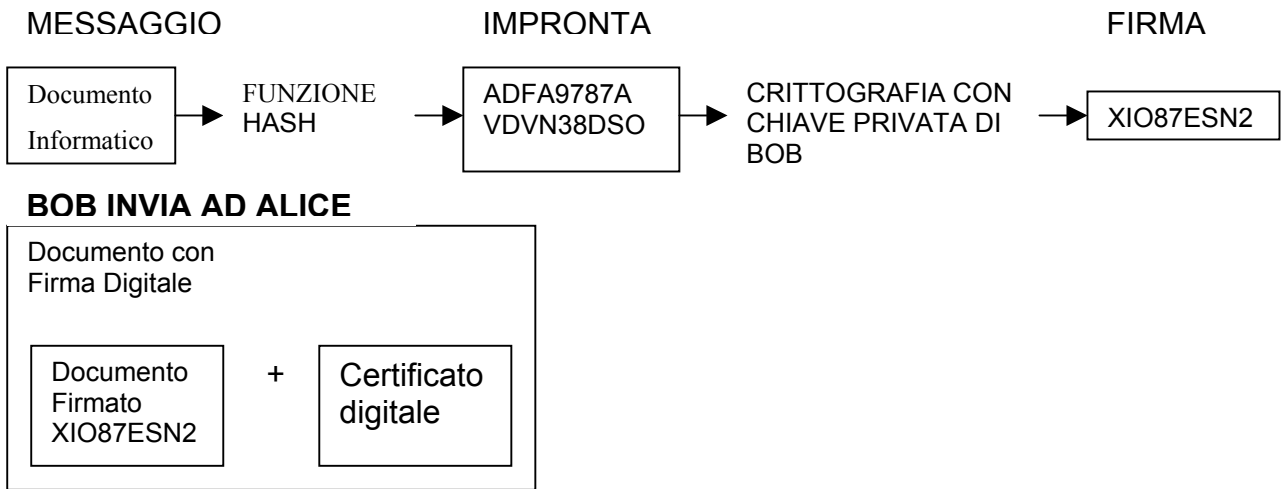 MESSAGGIO IMPRONTA FIRMA
Documento
Informatico
FUNZIONE
HASH
ADFA9787A
VDVN38DSO
CRITTOGRAFIA CON
CHIAVE PRIVATA DI
BOB
XIO87ESN2
BOB INVIA AD ALICE
Documento con
Firma Digitale
Documento
Firmato
XIO87ESN2
+
Certificato
digitale